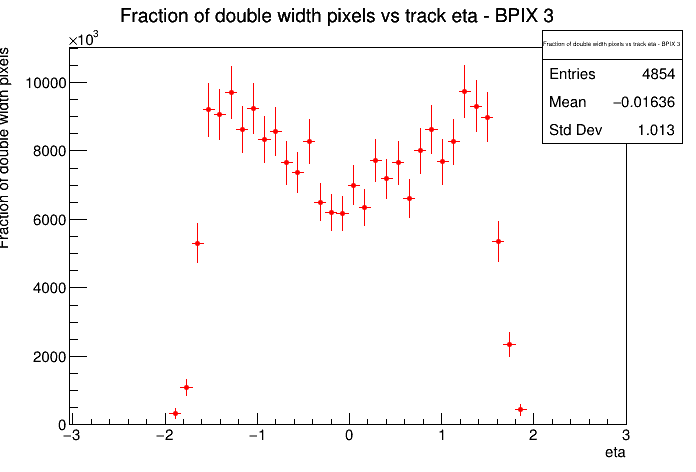 Fraction of double width pixels vs track eta - BPIX 3
×10³
Fraction of double width pixels vs track eta - BPIX 3
Entries 4854
Mean −0.01636
Std Dev 1.013
Fraction of double width pixels
10000
8000
6000
4000
2000
0
−3 −2 −1 0 1 2 3
eta